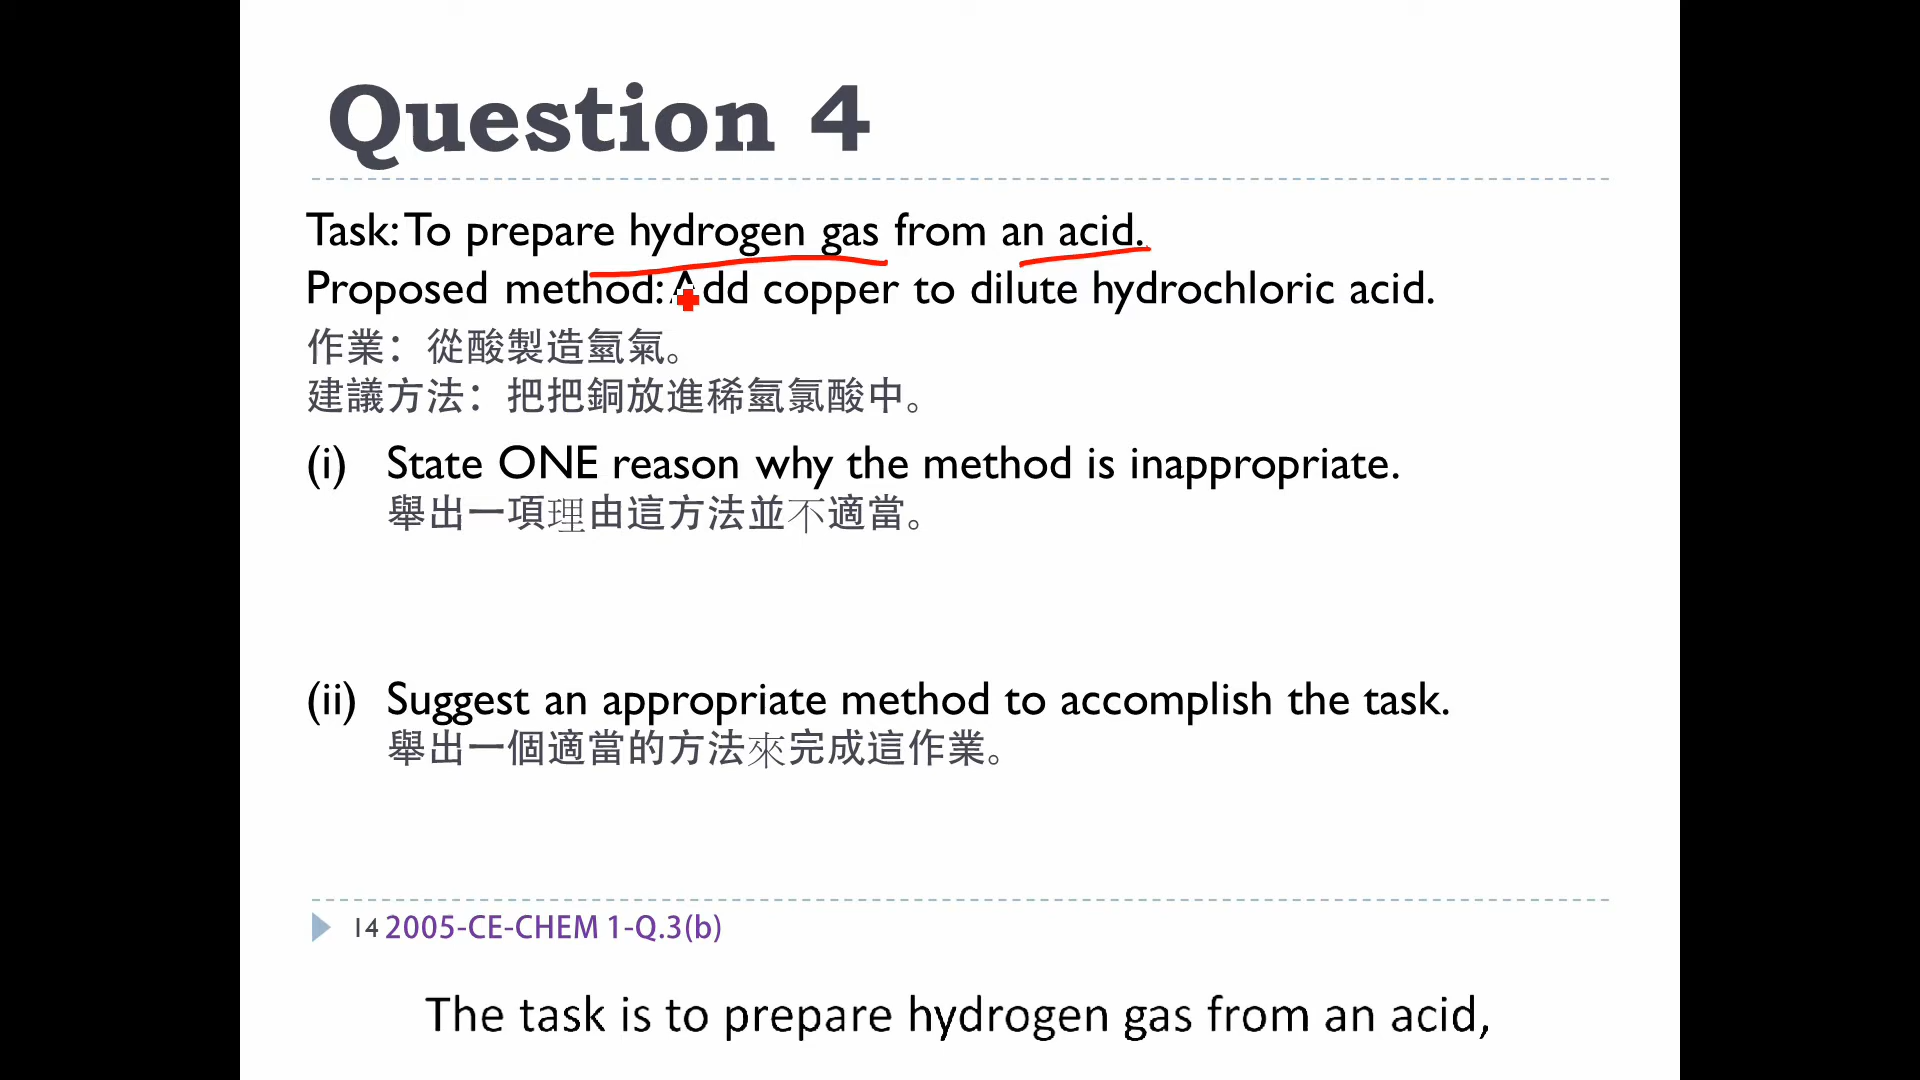 Question 4
Task: To prepare hydrogen gas from an acid.
Proposed method: Add copper to dilute hydrochloric acid.
作業：從酸製造氫氣。
建議方法：把把銅放進稀氫氯酸中。
(i) State ONE reason why the method is inappropriate.
舉出一項理由這方法並不適當。
(ii) Suggest an appropriate method to accomplish the task.
舉出一個適當的方法來完成這作業。
14 2005-CE-CHEM 1-Q.3(b)
The task is to prepare hydrogen gas from an acid,